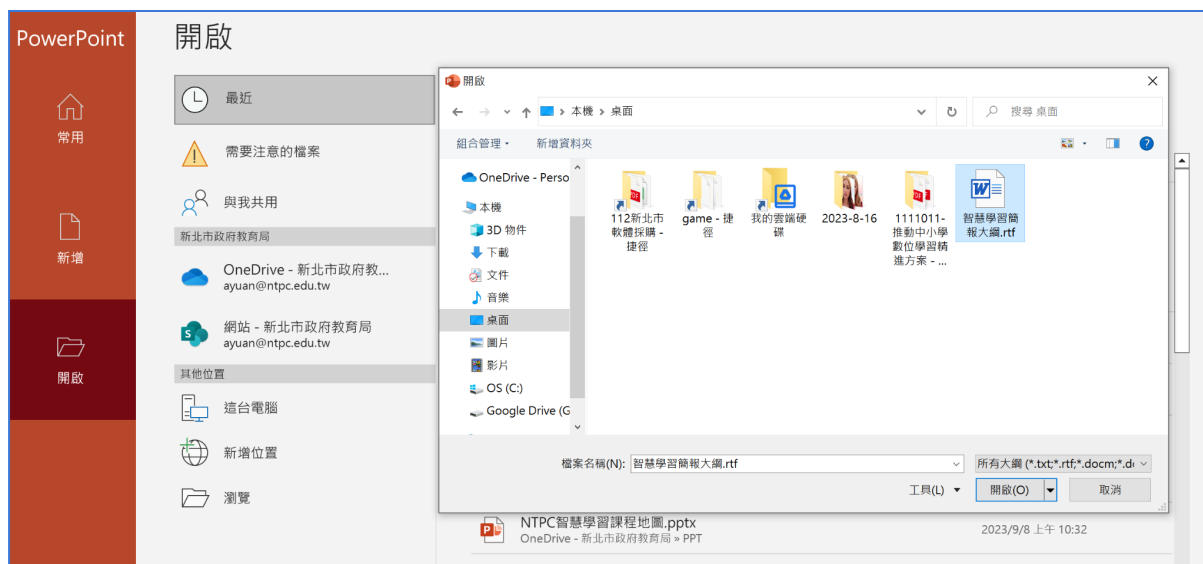 PowerPoint
常用
新增
開啟
開啟
最近
需要注意的檔案
與我共用
新北市政府教育局
OneDrive - 新北市政府教...
ayuan@ntpc.edu.tw
網站 - 新北市政府教育局
ayuan@ntpc.edu.tw
其他位置
這台電腦
新增位置
瀏覽
開啟
本機 › 桌面
搜尋 桌面
組合管理
新增資料夾
OneDrive - Perso
本機
3D 物件
下載
文件
音樂
桌面
圖片
影片
OS (C:)
Google Drive (G
112新北市
軟體採購 -
捷徑
game - 捷
徑
我的雲端硬
碟
2023-8-16
1111011-
推動中小學
數位學習精
進方案 - ...
智慧學習簡
報大綱.rtf
檔案名稱(N):
智慧學習簡報大綱.rtf
所有大綱 (*.txt;*.rtf;*.docm;*.d
工具(L)
開啟(O)
取消
NTPC智慧學習課程地圖.pptx
OneDrive - 新北市政府教育局 » PPT
2023/9/8 上午 10:32